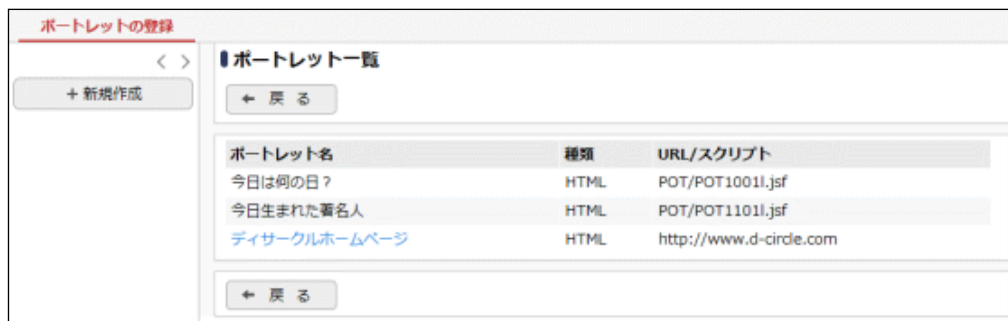 ポートレットの登録
< >
+ 新規作成
ポートレット一覧
← 戻 る
ポートレット名 種類 URL/スクリプト
今日は何の日？ HTML POT/POT1001I.jsf
今日生まれた著名人 HTML POT/POT1101I.jsf
ディサークルホームページ HTML http://www.d-circle.com
← 戻 る